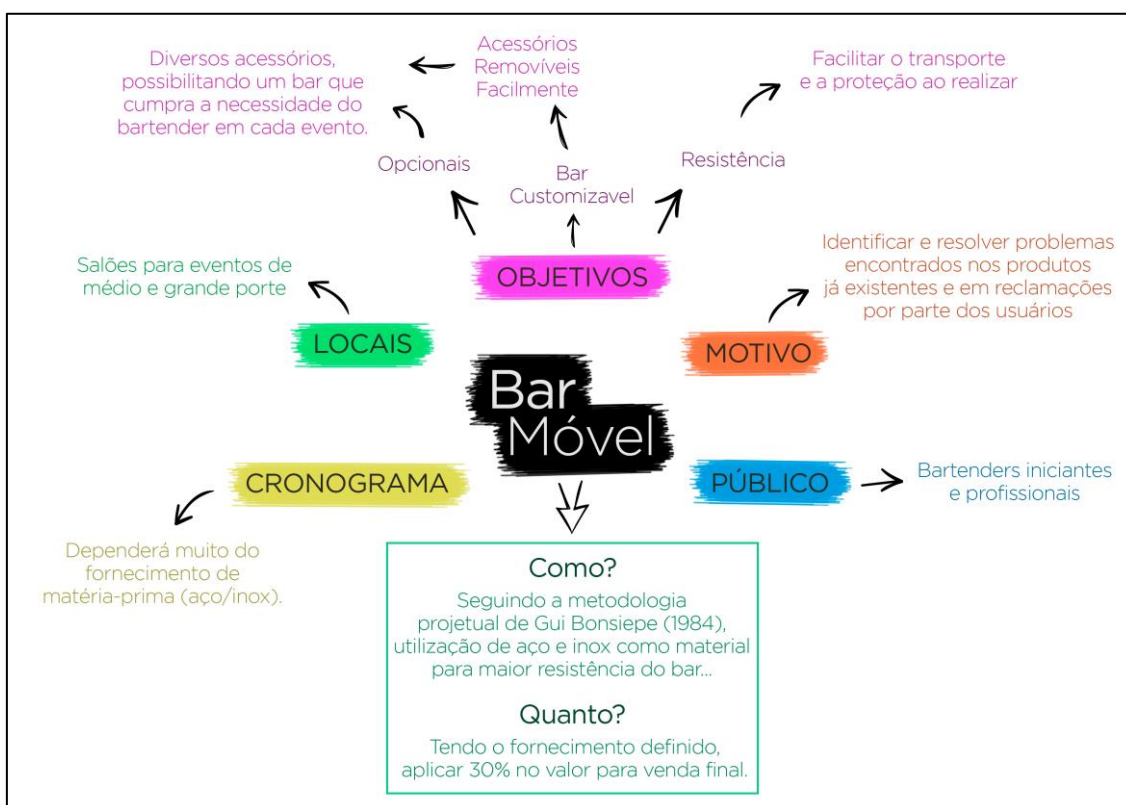 Diversos acessórios,
possibilitando um bar que
cumpra a necessidade do
bartender em cada evento.
Acessórios
Removíveis
Facilmente
Facilitar o transporte
e a proteção ao realizar
Opcionais
Bar
Customizavel
Resistência
OBJETIVOS
Salões para eventos de
médio e grande porte
LOCAIS
Identificar e resolver problemas
encontrados nos produtos
já existentes e em reclamações
por parte dos usuários
MOTIVO
Bar
Móvel
CRONOGRAMA
Dependerá muito do
fornecimento de
matéria-prima (aço/inox).
PÚBLICO
Bartenders iniciantes
e profissionais
Como?
Seguindo a metodologia
projetual de Gui Bonsiepe (1984),
utilização de aço e inox como material
para maior resistência do bar...
Quanto?
Tendo o fornecimento definido,
aplicar 30% no valor para venda final.